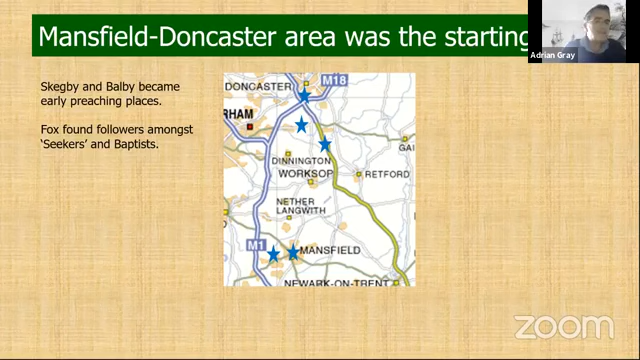 Mansfield-Doncaster area was the starting
Adrian Gray
Skegby and Balby became
early preaching places.
Fox found followers amongst
‘Seekers’ and Baptists.
DONCASTER
M18
RHAM
GAI
DINNINGTON
WORKSOP
RETFORD
NETHER
LANGWITH
M1
MANSFIELD
NEWARK-ON-TRENT
zoom